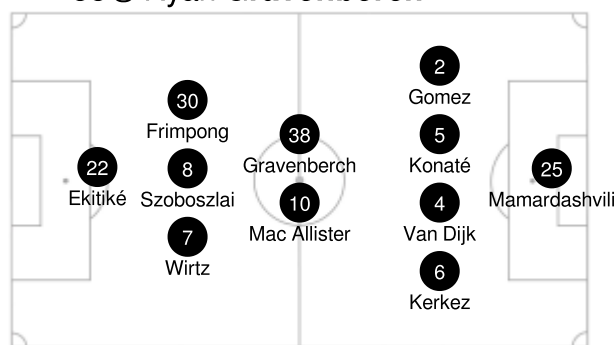 2
Gomez
30
Frimpong
38
Gravenberch
5
Konaté
22
Ekitiké
8
Szoboszlai
25
Mamardashvili
10
Mac Allister
4
Van Dijk
7
Wirtz
6
Kerkez